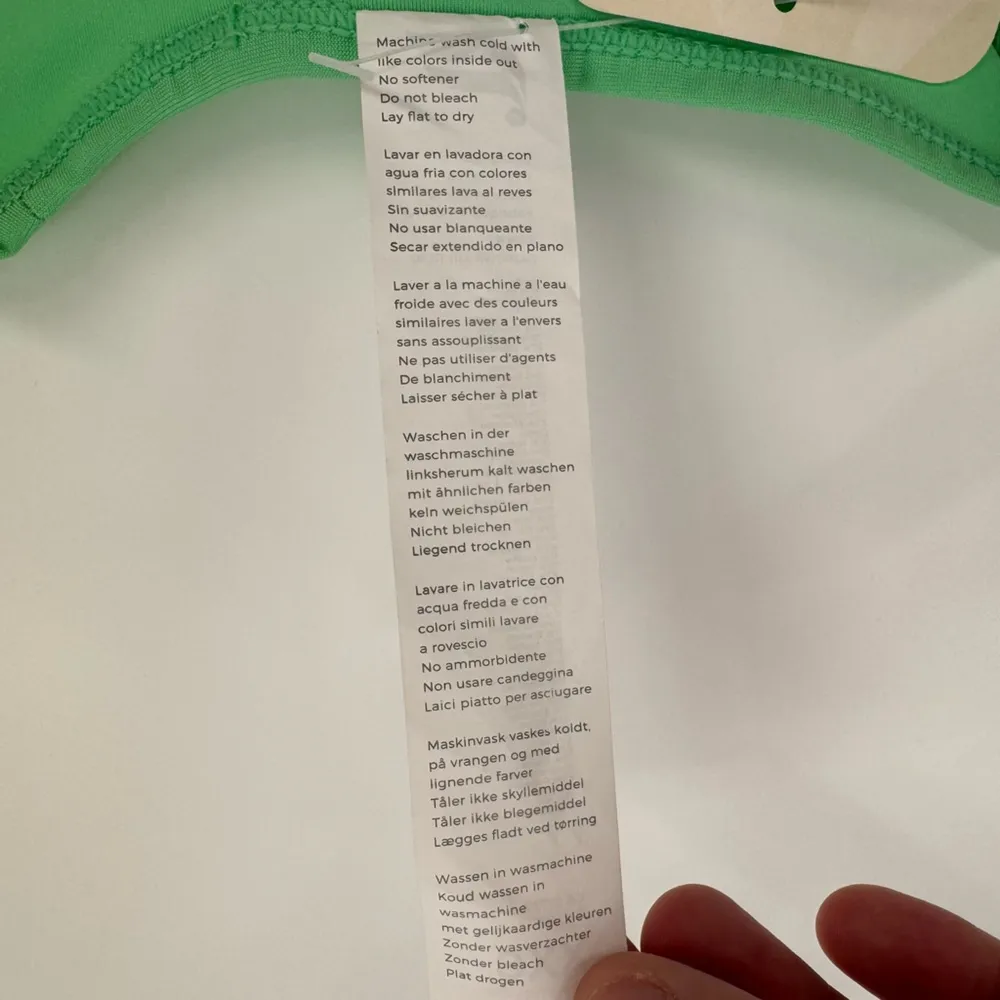 Machine wash cold with
like colors inside out
No softener
Do not bleach
Lay flat to dry
Lavar en lavadora con
agua fria con colores
similares lava al reves
Sin suavizante
No usar blanqueante
Secar extendido en plano
Laver a la machine a l'eau
froide avec des couleurs
similaires laver a l'envers
sans assouplissant
Ne pas utiliser d'agents
De blanchiment
Laisser sécher à plat
Waschen in der
waschmaschine
linksherum kalt waschen
mit ähnlichen farben
keln weichspülen
Nicht bleichen
Liegend trocknen
Lavare in lavatrice con
acqua fredda e con
colori simili lavare
a rovescio
No ammorbidente
Non usare candeggina
Laici piatto per asciugare
Maskinvask vaskes koldt,
på vrangen og med
lignende farver
Tåler ikke skyllemiddel
Tåler ikke blegemiddel
Lægges fladt ved tørring
Wassen in wasmachine
Koud wassen in
wasmachine
met gelijkaardige kleuren
Zonder wasverzachter
Zonder bleach
Plat drogen